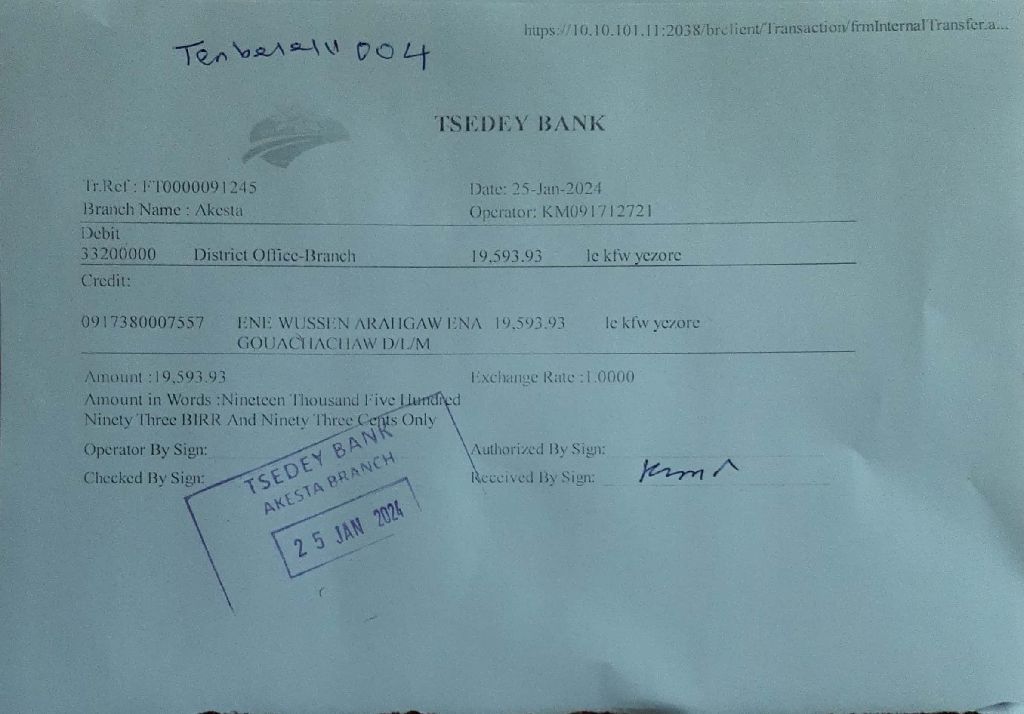 https://10.10.101.11:2038/brclient/Transaction/frmInternalTransfer.a...
004
TSEDEY BANK
Tr.Ref : FT0000091245 Date: 25-Jan-2024
Branch Name : Akesta Operator: KM091712721
Debit
33200000 District Office-Branch 19,593.93 le kfw yezore
Credit:
0917380007557 ENE WUSSEN ARAHGAW ENA 19,593.93 le kfw yezore
GOUACHACHAW D/L/M
Amount :19,593.93 Exchange Rate :1.0000
Amount in Words :Nineteen Thousand Five Hundred
Ninety Three BIRR And Ninety Three Cents Only
Operator By Sign: Authorized By Sign:
Checked By Sign: Received By Sign:
TSEDEY BANK
AKESTA BRANCH
25 JAN 2024